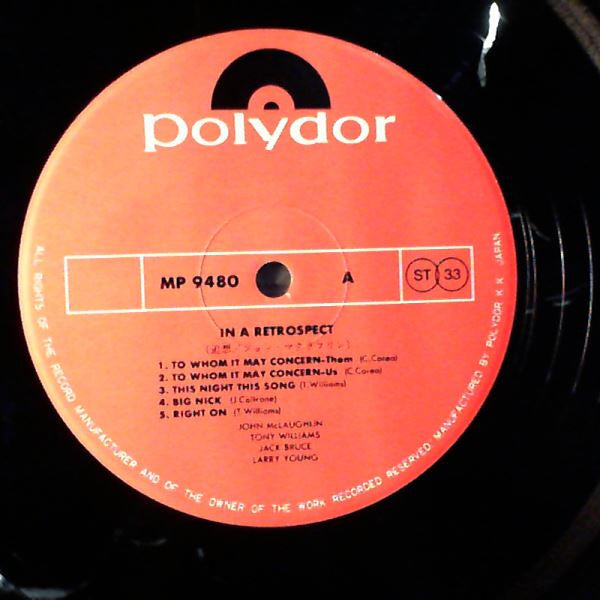 polydor
MP 9480 A ST 33
IN A RETROSPECT
1. TO WHOM IT MAY CONCERN-Them (C.Corea)
2. TO WHOM IT MAY CONCERN-Us (C.Corea)
3. THIS NIGHT THIS SONG (T.Williams)
4. BIG NICK (J.Coltrane)
5. RIGHT ON (T.Williams)
JOHN McLAUGHLIN
TONY WILLIAMS
JACK BRUCE
LARRY YOUNG
ALL RIGHTS OF THE RECORD MANUFACTURER AND OF THE OWNER OF THE WORK RECORDED RESERVED. MANUFACTURED BY POLYDOR K.K. JAPAN